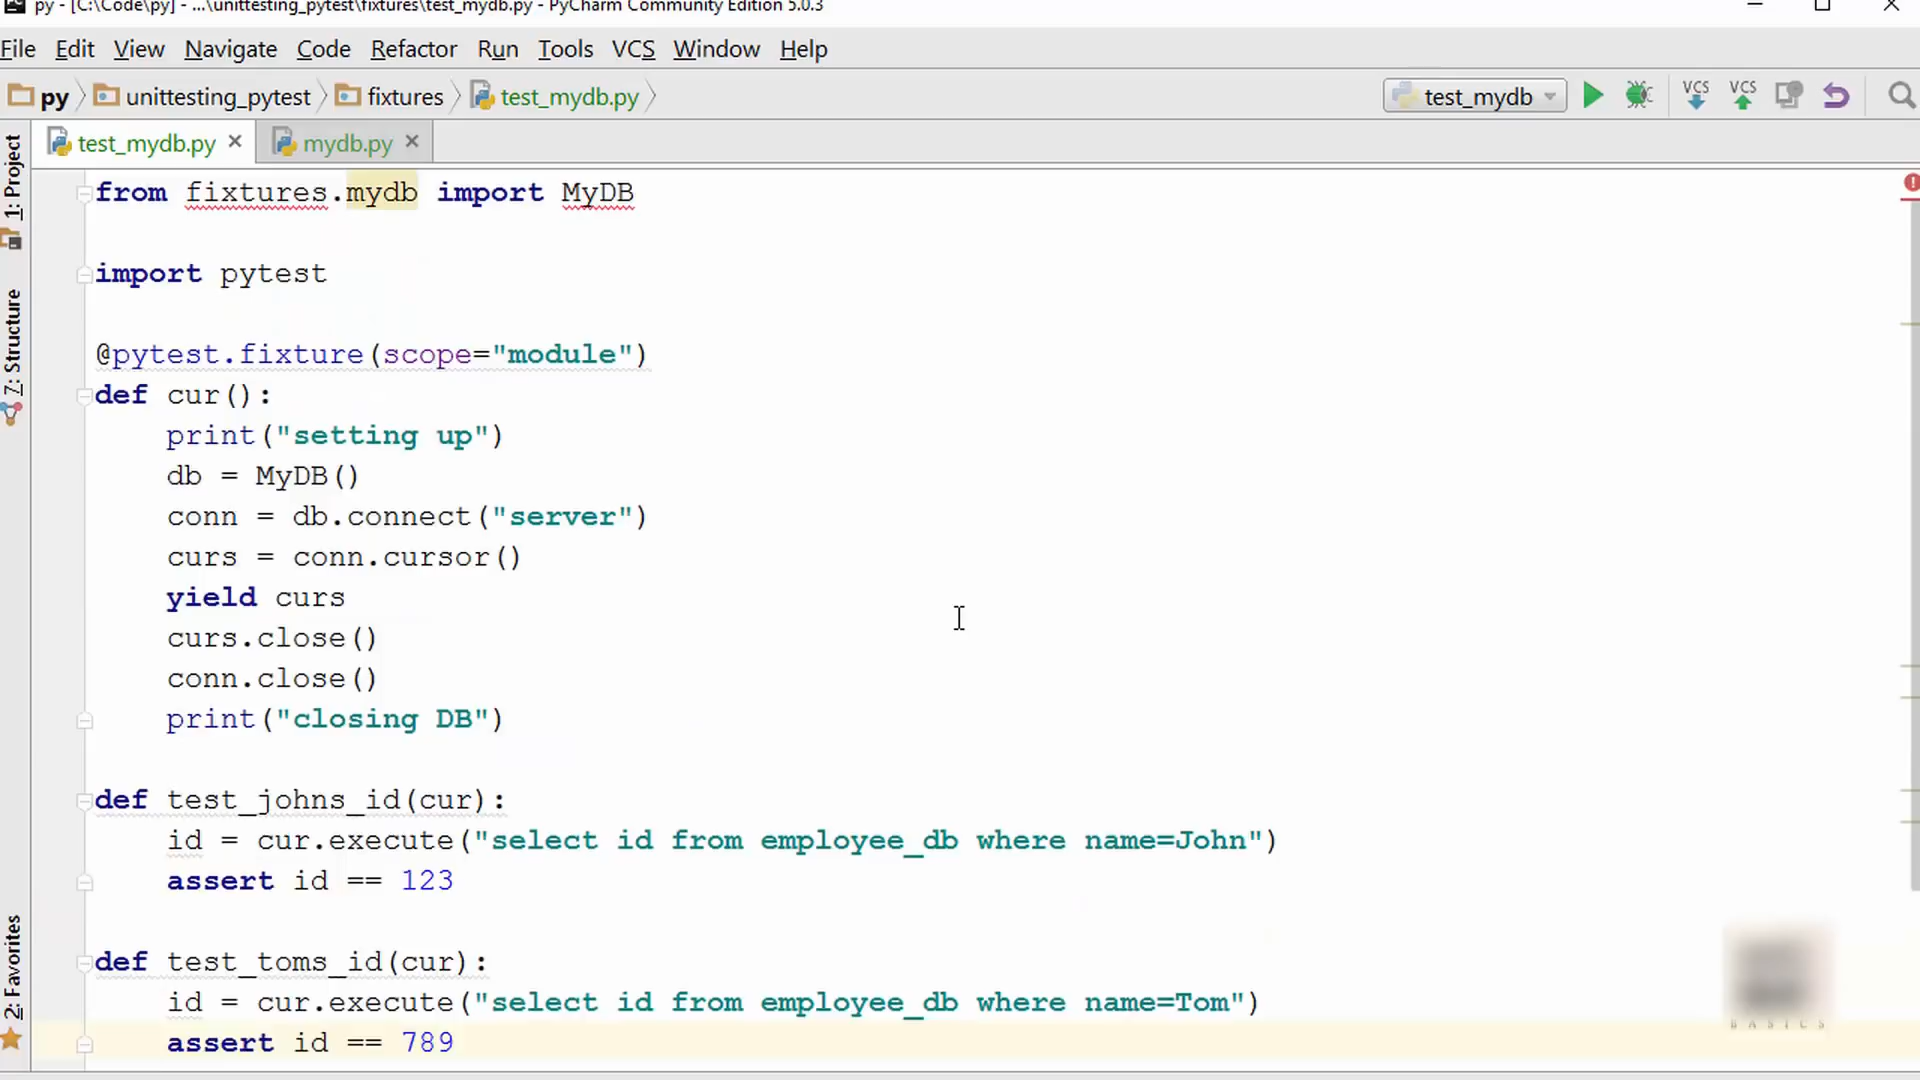 py - [C:\Code\py] - ...\unittesting_pytest\fixtures\test_mydb.py - PyCharm Community Edition 5.0.3
File Edit View Navigate Code Refactor Run Tools VCS Window Help
py unittesting_pytest fixtures test_mydb.py test_mydb VCS VCS
test_mydb.py mydb.py
1: Project
7: Structure
2: Favorites
from fixtures.mydb import MyDB
import pytest
@pytest.fixture(scope="module")
def cur():
    print("setting up")
    db = MyDB()
    conn = db.connect("server")
    curs = conn.cursor()
    yield curs
    curs.close()
    conn.close()
    print("closing DB")
def test_johns_id(cur):
    id = cur.execute("select id from employee_db where name=John")
    assert id == 123
def test_toms_id(cur):
    id = cur.execute("select id from employee_db where name=Tom")
    assert id == 789
BASICS